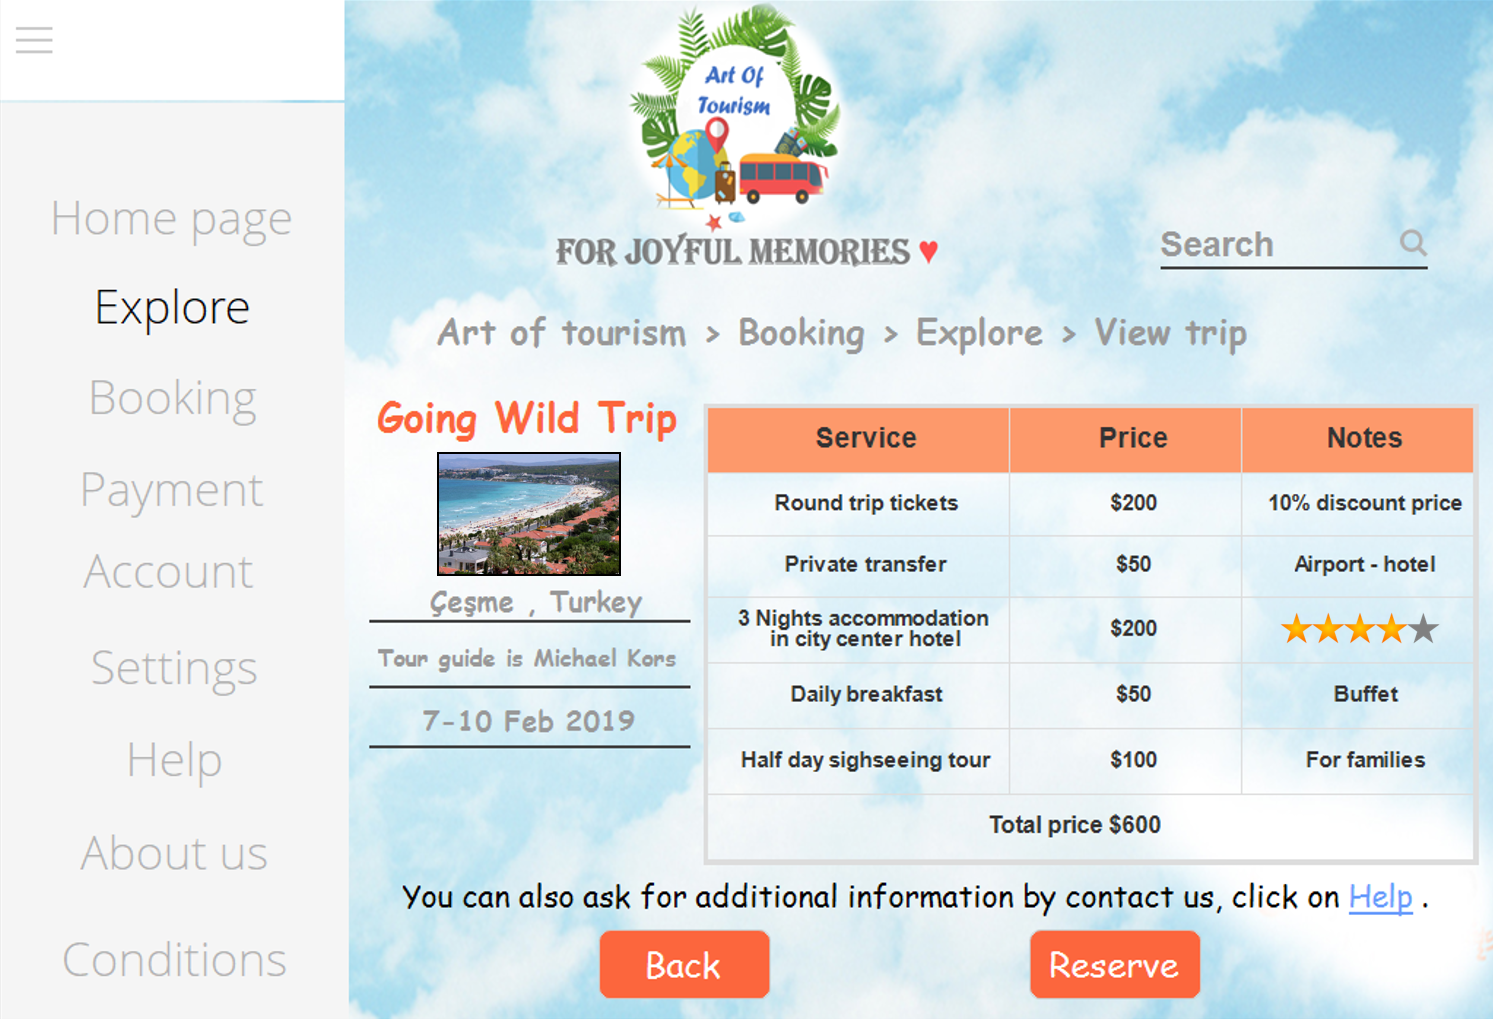 Art Of
Tourism
FOR JOYFUL MEMORIES ♥
Search
Home page
Explore
Booking
Payment
Account
Settings
Help
About us
Conditions
Art of tourism > Booking > Explore > View trip
Going Wild Trip
Çeşme , Turkey
Tour guide is Michael Kors
7-10 Feb 2019
Service Price Notes
Round trip tickets $200 10% discount price
Private transfer $50 Airport - hotel
3 Nights accommodation
in city center hotel $200
Daily breakfast $50 Buffet
Half day sighseeing tour $100 For families
Total price $600
You can also ask for additional information by contact us, click on Help .
Back
Reserve